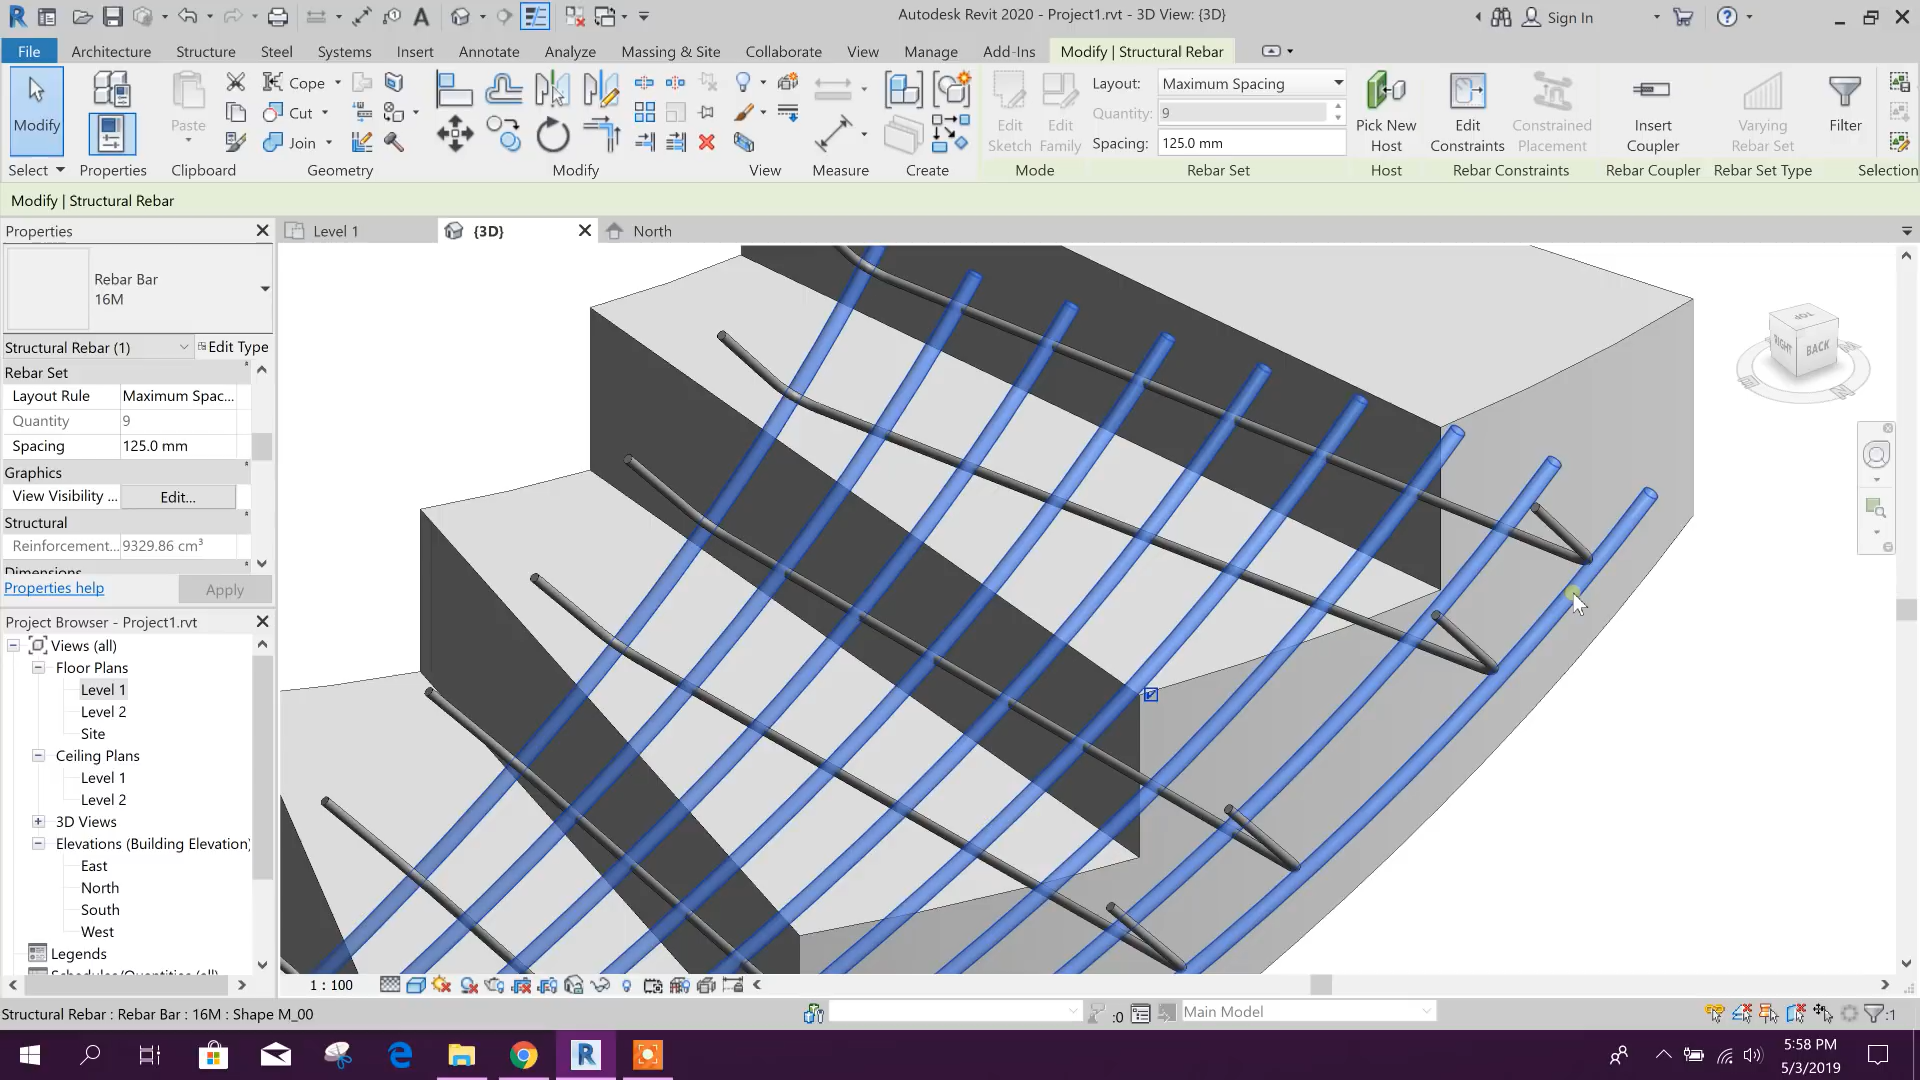 Autodesk Revit 2020 - Project1.rvt - 3D View: {3D}
Sign In
File
Architecture
Structure
Steel
Systems
Insert
Annotate
Analyze
Massing & Site
Collaborate
View
Manage
Add-Ins
Modify | Structural Rebar
Modify
Paste
Cope
Cut
Join
Edit Sketch
Edit Family
Layout: Maximum Spacing
Quantity: 9
Spacing: 125.0 mm
Pick New Host
Edit Constraints
Constrained Placement
Insert Coupler
Varying Rebar Set
Filter
Select
Properties
Clipboard
Geometry
Modify
View
Measure
Create
Mode
Rebar Set
Host
Rebar Constraints
Rebar Coupler
Rebar Set Type
Selection
Modify | Structural Rebar
Properties
Level 1
{3D}
North
Rebar Bar
16M
Structural Rebar (1)
Edit Type
Rebar Set
Layout Rule Maximum Spac...
Quantity 9
Spacing 125.0 mm
Graphics
View Visibility ... Edit...
Structural
Reinforcement... 9329.86 cm³
Dimensions
Properties help
Apply
Project Browser - Project1.rvt
Views (all)
Floor Plans
Level 1
Level 2
Site
Ceiling Plans
Level 1
Level 2
3D Views
Elevations (Building Elevation)
East
North
South
West
Legends
Schedules/Quantities (all)
TOP
RIGHT
BACK
1 : 100
Structural Rebar : Rebar Bar : 16M : Shape M_00
:0
Main Model
:1
5:58 PM
5/3/2019